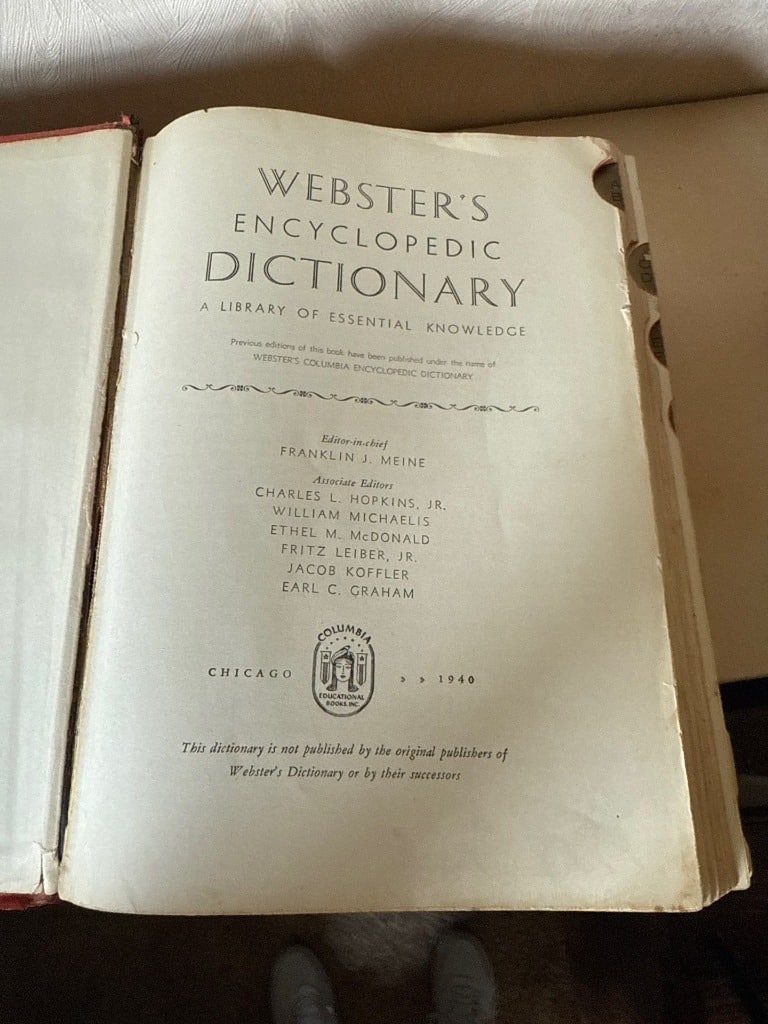 WEBSTER'S
ENCYCLOPEDIC
DICTIONARY
A LIBRARY OF ESSENTIAL KNOWLEDGE
Previous editions of this book have been published under the name of
WEBSTER'S COLUMBIA ENCYCLOPEDIC DICTIONARY
Editor-in-chief
FRANKLIN J. MEINE
Associate Editors
CHARLES L. HOPKINS, JR.
WILLIAM MICHAELIS
ETHEL M. McDONALD
FRITZ LEIBER, JR.
JACOB KOFFLER
EARL C. GRAHAM
COLUMBIA
EDUCATIONAL
BOOKS, INC.
CHICAGO » » 1940
This dictionary is not published by the original publishers of
Webster's Dictionary or by their successors